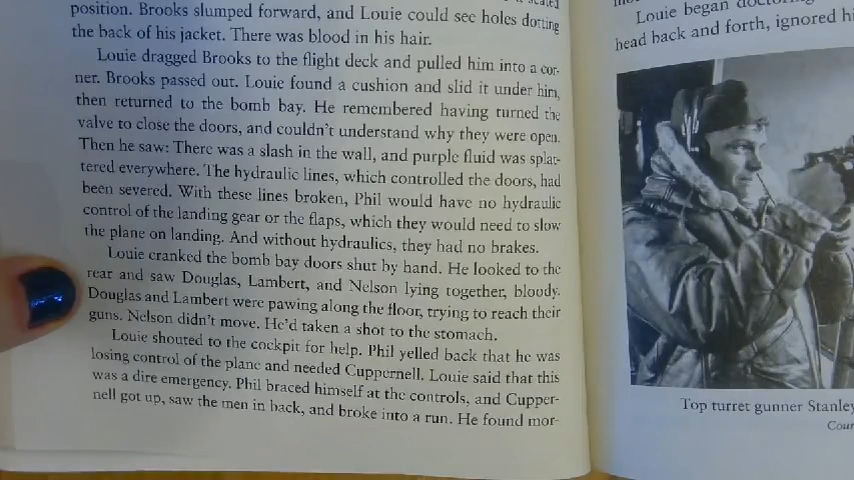 position. Brooks slumped forward, and Louie could see holes dotting
the back of his jacket. There was blood in his hair.
Louie dragged Brooks to the flight deck and pulled him into a cor-
ner. Brooks passed out. Louie found a cushion and slid it under him,
then returned to the bomb bay. He remembered having turned the
valve to close the doors, and couldn't understand why they were open.
Then he saw: There was a slash in the wall, and purple fluid was splat-
tered everywhere. The hydraulic lines, which controlled the doors, had
been severed. With these lines broken, Phil would have no hydraulic
control of the landing gear or the flaps, which they would need to slow
the plane on landing. And without hydraulics, they had no brakes.
Louie cranked the bomb bay doors shut by hand. He looked to the
rear and saw Douglas, Lambert, and Nelson lying together, bloody.
Douglas and Lambert were pawing along the floor, trying to reach their
guns. Nelson didn't move. He'd taken a shot to the stomach.
Louie shouted to the cockpit for help. Phil yelled back that he was
losing control of the plane and needed Cuppernell. Louie said that this
was a dire emergency. Phil braced himself at the controls, and Cupper-
nell got up, saw the men in back, and broke into a run. He found mor-
Louie began doctoring
head back and forth, ignored
Top turret gunner Stanley